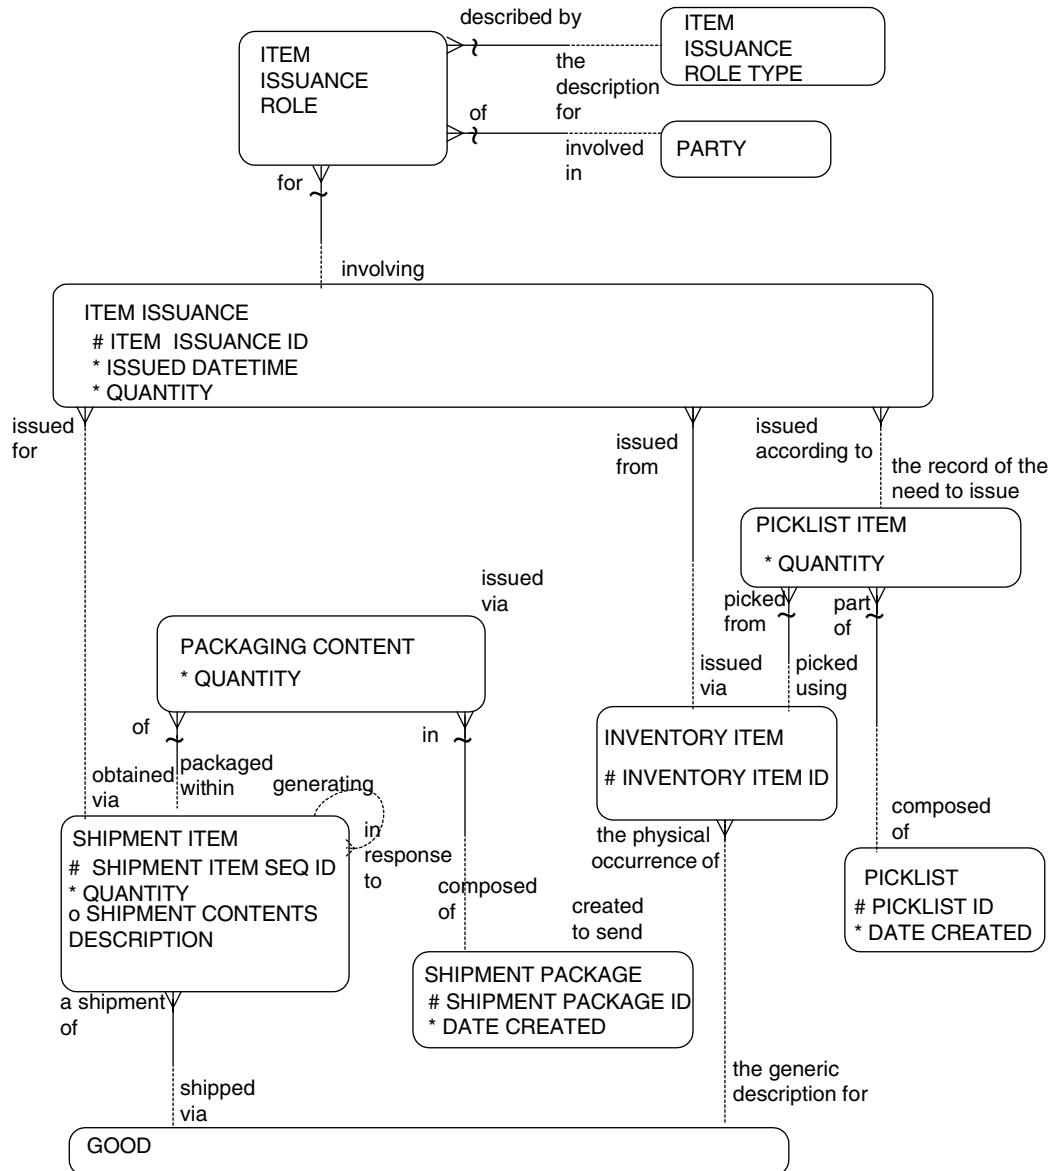 described by
ITEM
ISSUANCE
ROLE TYPE
ITEM
ISSUANCE
ROLE
the
description
for
of
involved
in
PARTY
for
involving
ITEM ISSUANCE
# ITEM ISSUANCE ID
* ISSUED DATETIME
* QUANTITY
issued
for
issued
from
issued
according to
the record of the
need to issue
PICKLIST ITEM
* QUANTITY
issued
via
picked
from
part
of
PACKAGING CONTENT
* QUANTITY
issued
via
picked
using
of
in
INVENTORY ITEM
# INVENTORY ITEM ID
obtained
via
packaged
within
generating
in
response
to
the physical
occurrence of
composed
of
SHIPMENT ITEM
# SHIPMENT ITEM SEQ ID
* QUANTITY
o SHIPMENT CONTENTS
DESCRIPTION
composed
of
created
to send
PICKLIST
# PICKLIST ID
* DATE CREATED
SHIPMENT PACKAGE
# SHIPMENT PACKAGE ID
* DATE CREATED
a shipment
of
the generic
description for
shipped
via
GOOD